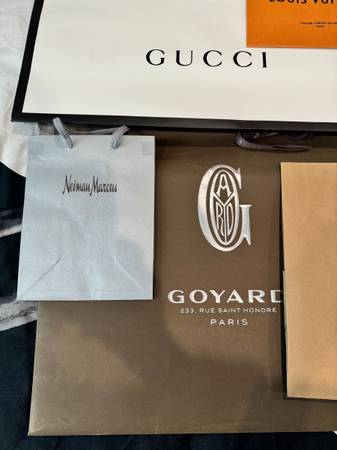 LOUIS VUI
GUCCI
Neiman Marcus
GOYARD
233, RUE SAINT HONORE
PARIS